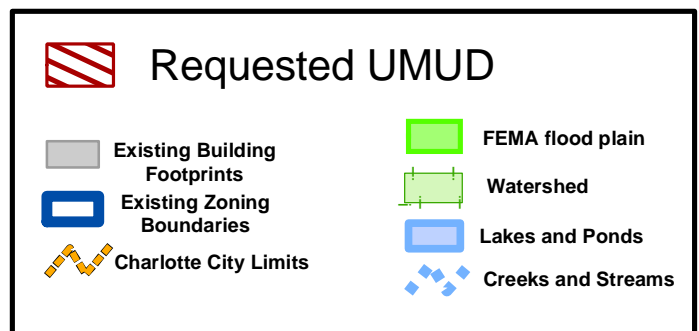 Requested UMUD
Existing Building
Footprints
Existing Zoning
Boundaries
Charlotte City Limits
FEMA flood plain
Watershed
Lakes and Ponds
Creeks and Streams